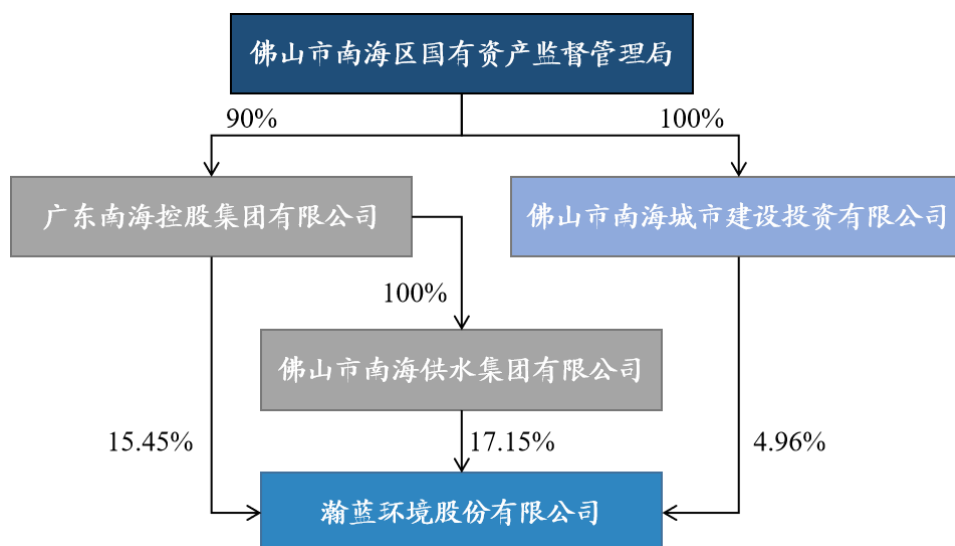 佛山市南海区国有资产监督管理局
90%
100%
广东南海控股集团有限公司
佛山市南海城市建设投资有限公司
100%
佛山市南海供水集团有限公司
15.45%
17.15%
4.96%
瀚蓝环境股份有限公司